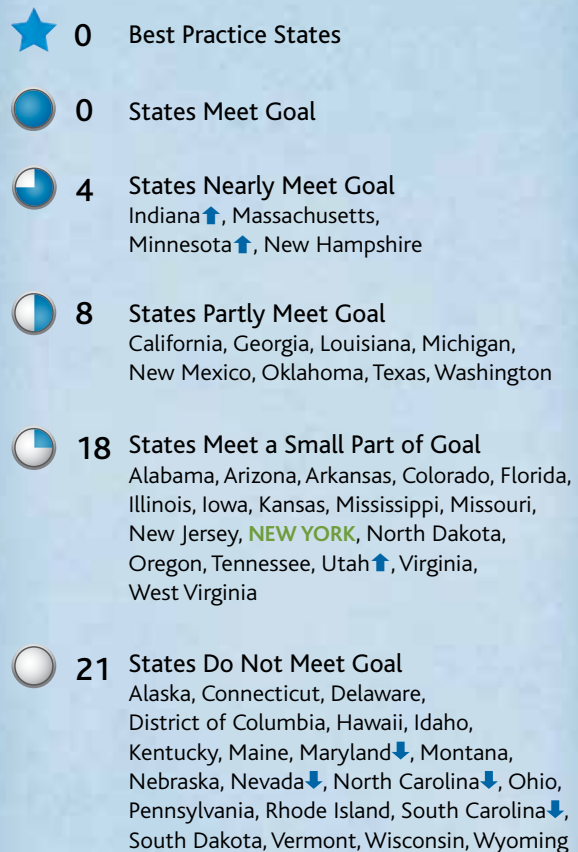 0 Best Practice States
0 States Meet Goal
4 States Nearly Meet Goal
Indiana⬆, Massachusetts,
Minnesota⬆, New Hampshire
8 States Partly Meet Goal
California, Georgia, Louisiana, Michigan,
New Mexico, Oklahoma, Texas, Washington
18 States Meet a Small Part of Goal
Alabama, Arizona, Arkansas, Colorado, Florida,
Illinois, Iowa, Kansas, Mississippi, Missouri,
New Jersey, NEW YORK, North Dakota,
Oregon, Tennessee, Utah⬆, Virginia,
West Virginia
21 States Do Not Meet Goal
Alaska, Connecticut, Delaware,
District of Columbia, Hawaii, Idaho,
Kentucky, Maine, Maryland⬇, Montana,
Nebraska, Nevada⬇, North Carolina⬇, Ohio,
Pennsylvania, Rhode Island, South Carolina⬇,
South Dakota, Vermont, Wisconsin, Wyoming